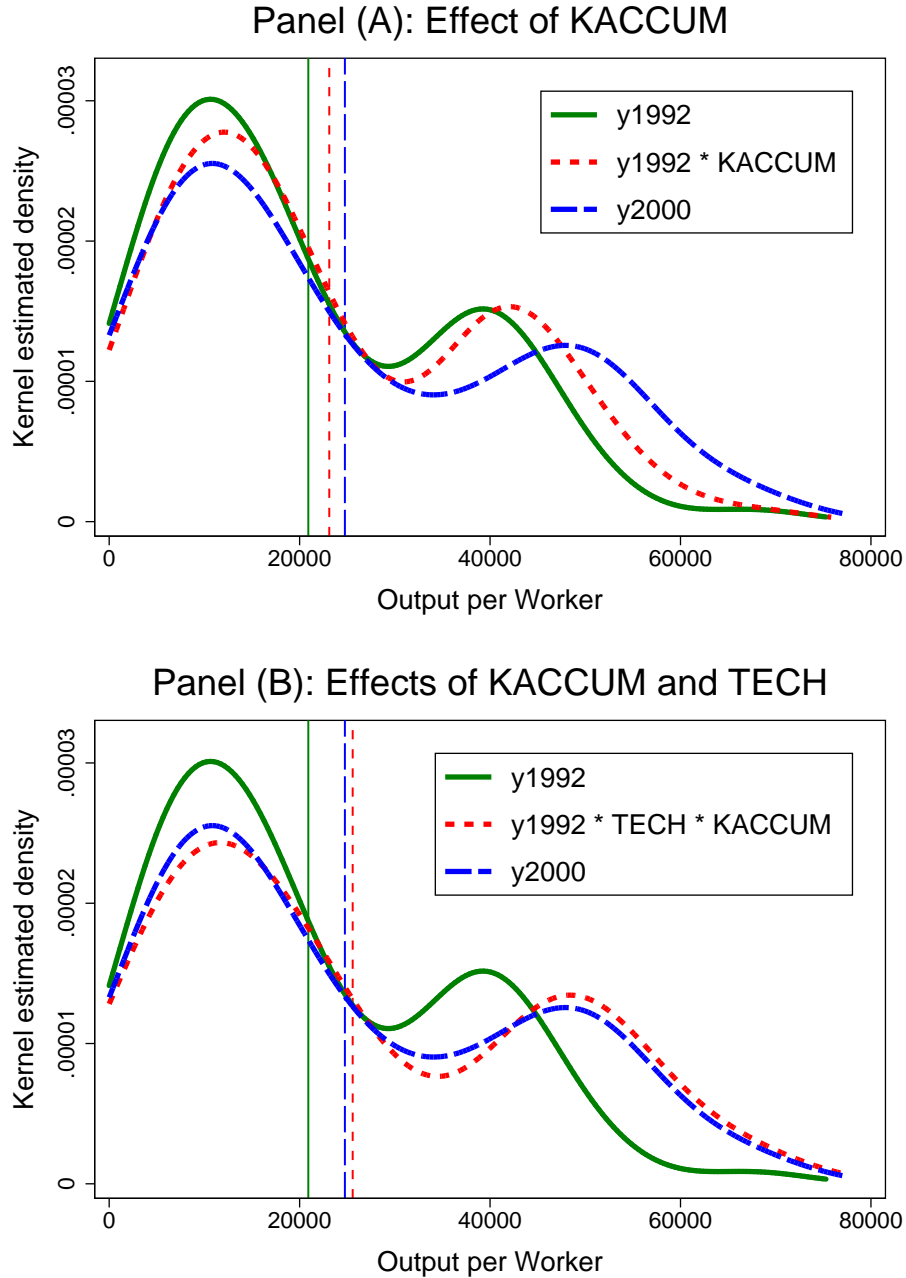 Panel (A): Effect of KACCUM
Kernel estimated density
.00003
.00002
.00001
0
y1992
y1992 * KACCUM
y2000
0 20000 40000 60000 80000
Output per Worker
Panel (B): Effects of KACCUM and TECH
Kernel estimated density
.00003
.00002
.00001
0
y1992
y1992 * TECH * KACCUM
y2000
0 20000 40000 60000 80000
Output per Worker